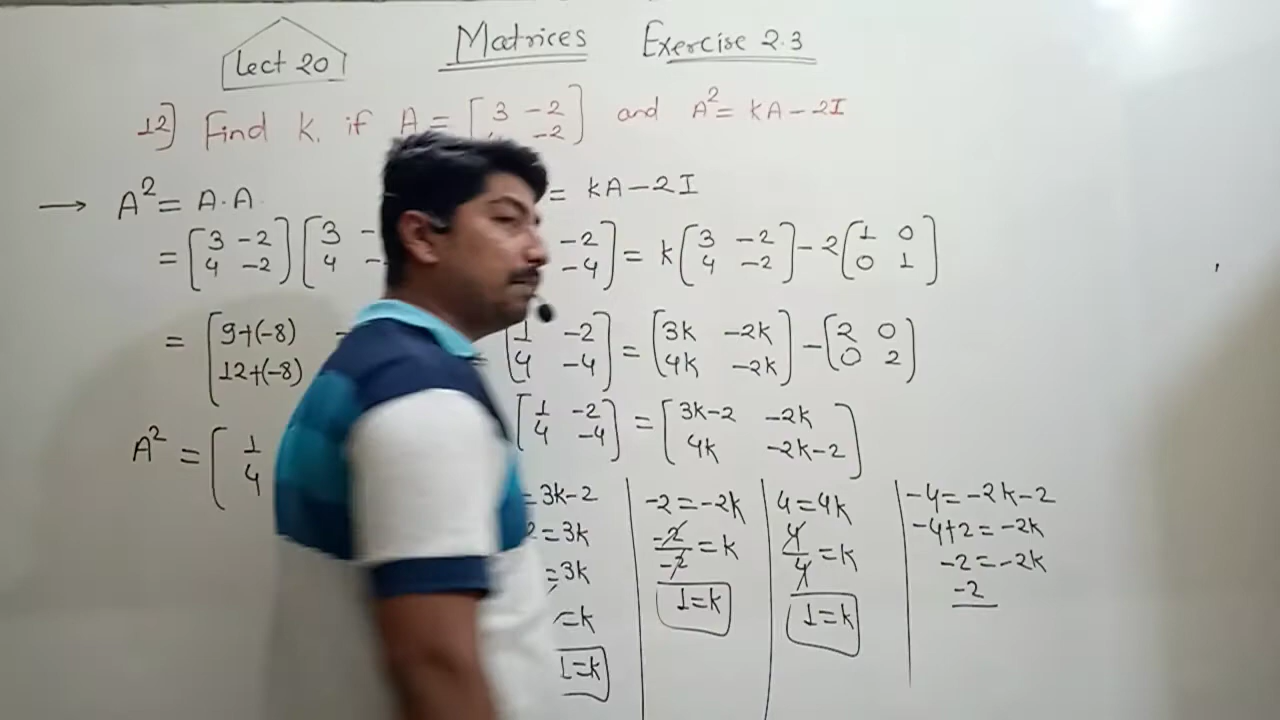 Lect 20
Matrices Exercise 2.3
12] Find k, if A = [ 3 -2 ] and A² = kA - 2I
-2
→ A² = A.A
= [ 3 -2 ] [ 3
4 -2 4
= [ 9+(-8)
12+(-8)
A² = [ 1
4
= kA - 2I
-2 ] = k [ 3 -2 ] - 2 [ 1 0 ]
-4 4 -2 0 1
[ 1 -2 ] = [ 3k -2k ] - [ 2 0 ]
4 -4 4k -2k 0 2
[ 1 -2 ] = [ 3k-2 -2k ]
4 -4 4k -2k-2
= 3k-2
2 = 3k
= 3k
= k
1 = k
-2 = -2k
-2/-2 = k
1 = k
4 = 4k
4/4 = k
1 = k
-4 = -2k-2
-4+2 = -2k
-2 = -2k
-2